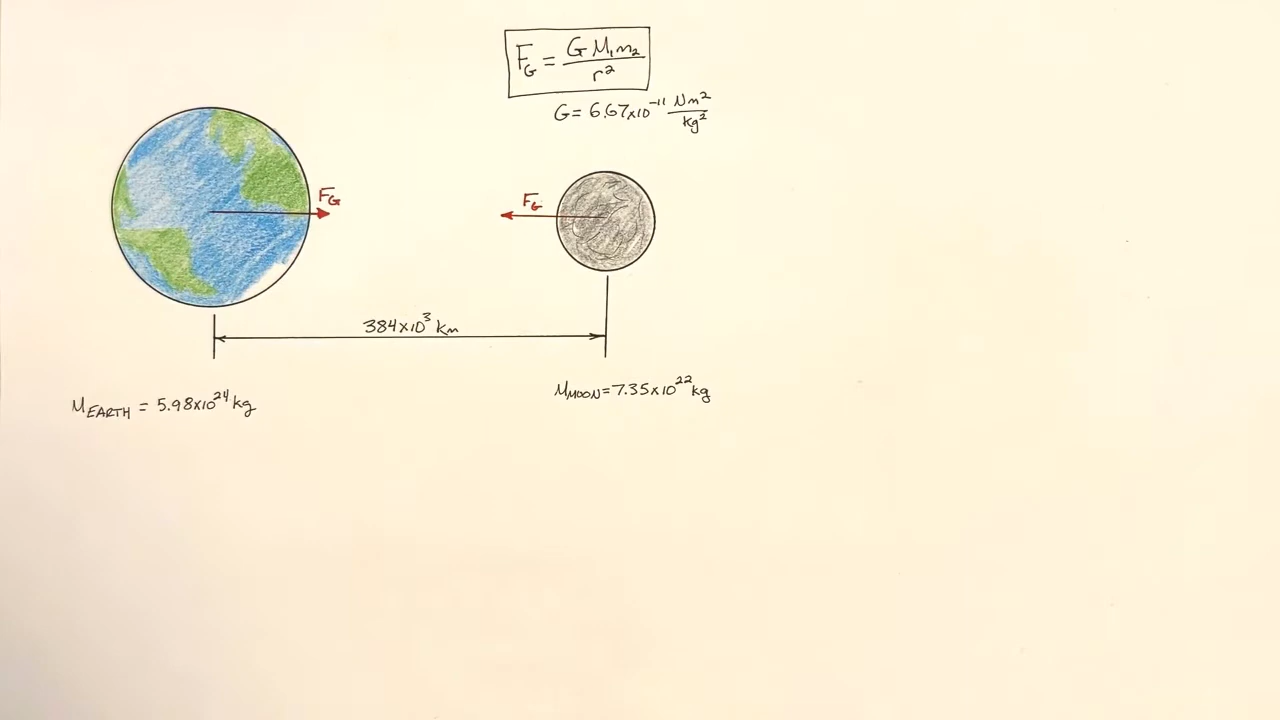 F_G = G M₁m₂ / r²
G = 6.67x10⁻¹¹ Nm² / kg²
F_G
F_G
384x10³ km
M_MOON = 7.35x10²² kg
M_EARTH = 5.98x10²⁴ kg